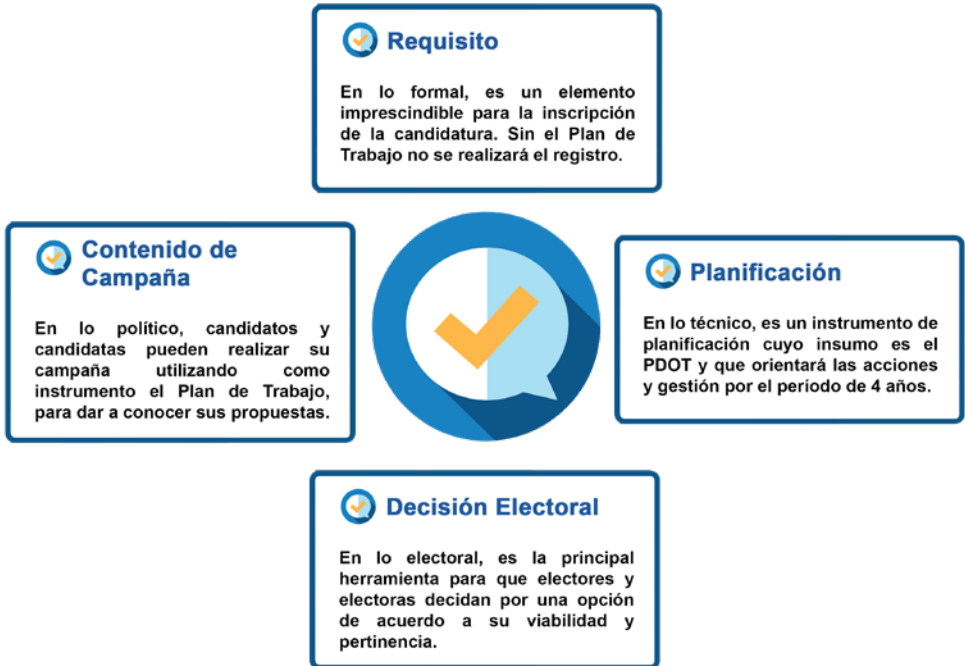 Requisito
En lo formal, es un elemento
imprescindible para la inscripción
de la candidatura. Sin el Plan de
Trabajo no se realizará el registro.
Contenido de
Campaña
En lo político, candidatos y
candidatas pueden realizar su
campaña utilizando como
instrumento el Plan de Trabajo,
para dar a conocer sus propuestas.
Planificación
En lo técnico, es un instrumento de
planificación cuyo insumo es el
PDOT y que orientará las acciones
y gestión por el período de 4 años.
Decisión Electoral
En lo electoral, es la principal
herramienta para que electores y
electoras decidan por una opción
de acuerdo a su viabilidad y
pertinencia.